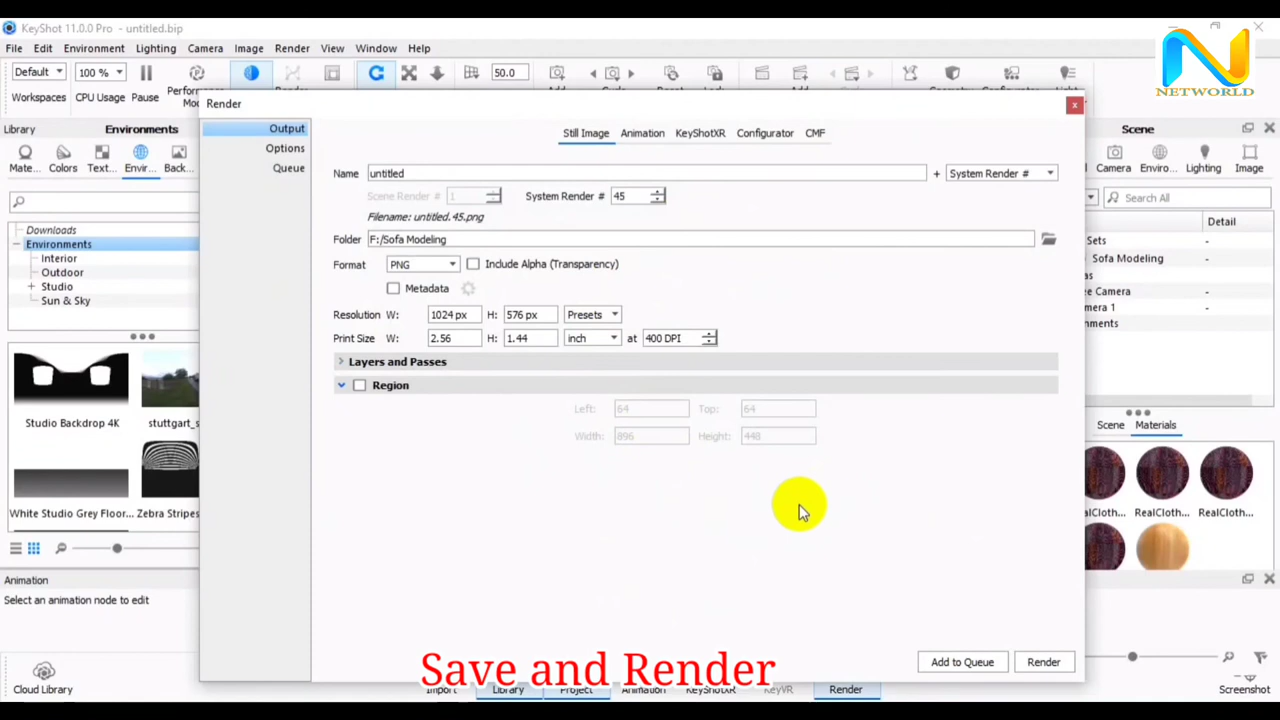 KeyShot 11.0.0 Pro - untitled.bip
File Edit Environment Lighting Camera Image Render View Window Help
NETWORLD
Default 100 % 50.0
Workspaces CPU Usage Pause
Render
Library Environments
Scene
Output
Options
Queue
Still Image Animation KeyShotXR Configurator CMF
Mate... Colors Text... Envir... Back...
Camera Enviro... Lighting Image
Name untitled + System Render #
Scene Render # 1 System Render # 45
Search All
Filename: untitled.45.png
Detail
Downloads
Environments
Interior
Outdoor
Studio
Sun & Sky
Folder F:/Sofa Modeling
Sets -
Sofa Modeling -
Format PNG Include Alpha (Transparency)
Metadata
Resolution W: 1024 px H: 576 px Presets
Print Size W: 2.56 H: 1.44 inch at 400 DPI
Layers and Passes
Region
Left: 64 Top: 64
Width: 896 Height: 448
Studio Backdrop 4K stuttgart_s
Scene Materials
White Studio Grey Floor... Zebra Stripes
RealCloth... RealCloth...
Animation
Select an animation node to edit
Save and Render
Add to Queue Render
Cloud Library
Import Library Project Animation KeyShotXR KeyVR Render
Screenshot